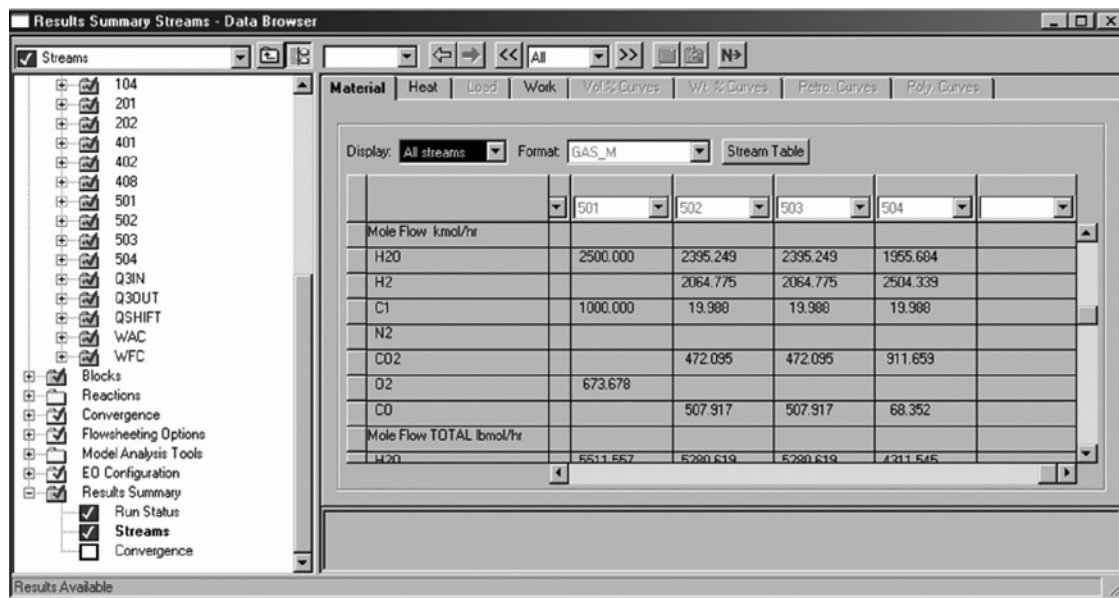 Results Summary Streams - Data Browser
Streams
All
N
104
201
202
401
402
408
501
502
503
504
Q3IN
Q3OUT
QSHIFT
WAC
WFC
Blocks
Reactions
Convergence
Flowsheeting Options
Model Analysis Tools
EO Configuration
Results Summary
Run Status
Streams
Convergence
Material Heat Load Work Vol.% Curves Wt. % Curves Petro. Curves Poly. Curves
Display: All streams Format: GAS_M Stream Table
501 502 503 504
Mole Flow kmol/hr
H2O 2500.000 2395.249 2395.249 1955.684
H2 2064.775 2064.775 2504.339
C1 1000.000 19.988 19.988 19.988
N2
CO2 472.095 472.095 911.659
O2 673.678
CO 507.917 507.917 68.352
Mole Flow TOTAL lbmol/hr
H2O 5511.557 5280.619 5280.619 4311.545
Results Available